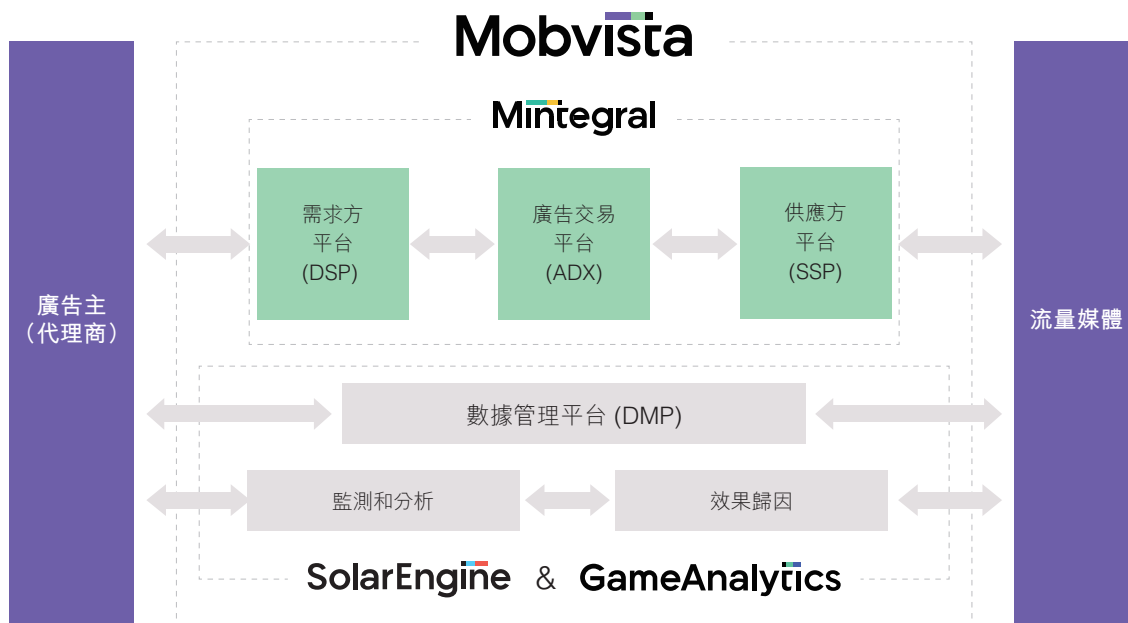 Mobvista
Mintegral
需求方
平台
(DSP)
廣告交易
平台
(ADX)
供應方
平台
(SSP)
廣告主
（代理商）
流量媒體
數據管理平台 (DMP)
監測和分析
效果歸因
SolarEngine & GameAnalytics